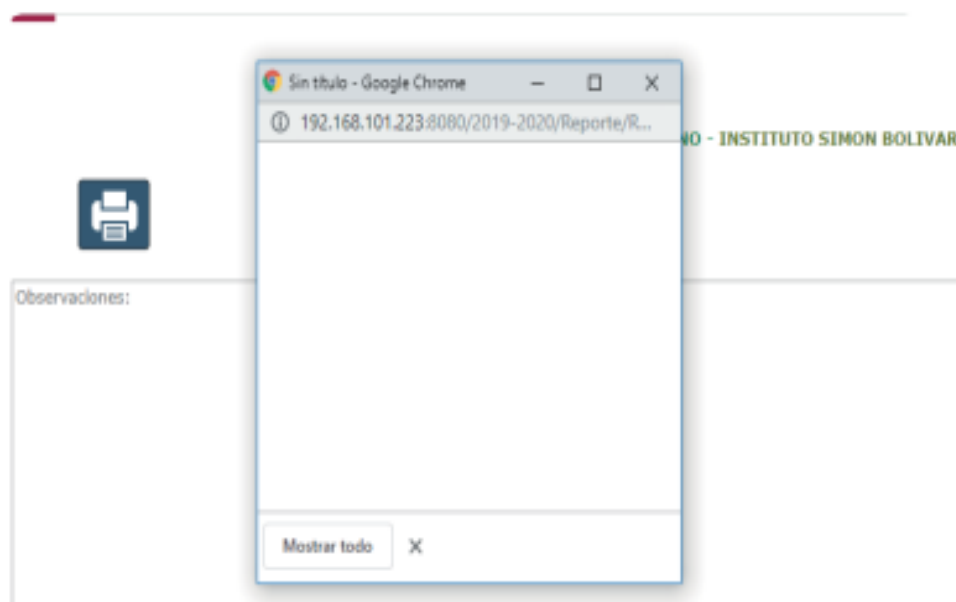 Sin título - Google Chrome
192.168.101.223:8080/2019-2020/Reporte/R...
NO - INSTITUTO SIMON BOLIVAR
Observaciones:
Mostrar todo